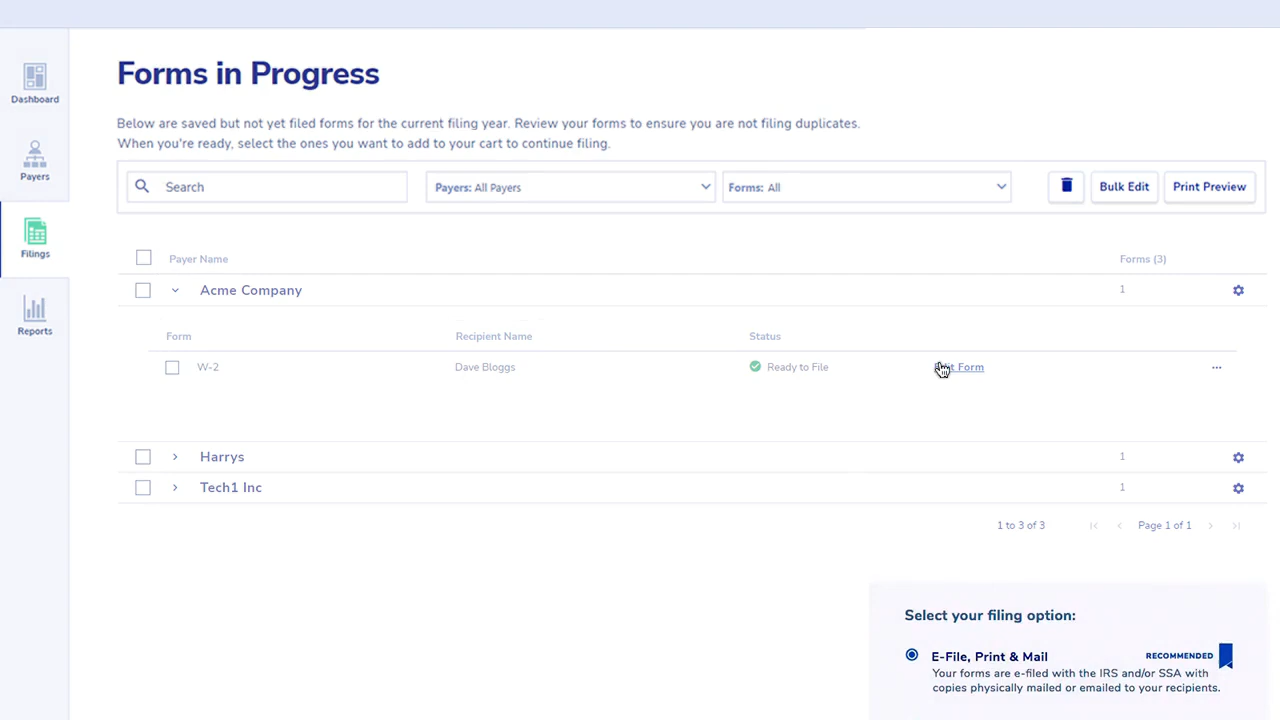 Forms in Progress
Dashboard
Below are saved but not yet filed forms for the current filing year. Review your forms to ensure you are not filing duplicates.
When you're ready, select the ones you want to add to your cart to continue filing.
Payers
Search
Payers: All Payers
Forms: All
Bulk Edit
Print Preview
Filings
Payer Name
Forms (3)
Acme Company
1
Reports
Form
Recipient Name
Status
W-2
Dave Bloggs
Ready to File
Form
...
Harrys
1
Tech1 Inc
1
1 to 3 of 3
Page 1 of 1
Select your filing option:
E-File, Print & Mail
RECOMMENDED
Your forms are e-filed with the IRS and/or SSA with
copies physically mailed or emailed to your recipients.